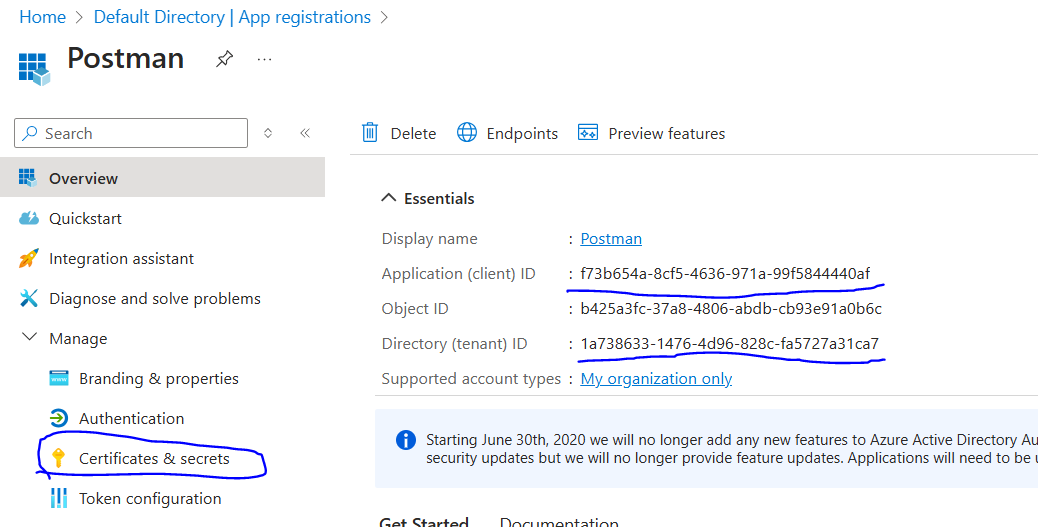 Home > Default Directory | App registrations >
Postman
Search
Overview
Quickstart
Integration assistant
Diagnose and solve problems
Manage
Branding & properties
Authentication
Certificates & secrets
Token configuration
Delete Endpoints Preview features
Essentials
Display name : Postman
Application (client) ID : f73b654a-8cf5-4636-971a-99f5844440af
Object ID : b425a3fc-37a8-4806-abdb-cb93e91a0b6c
Directory (tenant) ID : 1a738633-1476-4d96-828c-fa5727a31ca7
Supported account types : My organization only
Starting June 30th, 2020 we will no longer add any new features to Azure Active Directory Au
security updates but we will no longer provide feature updates. Applications will need to be u
Get Started Documentation